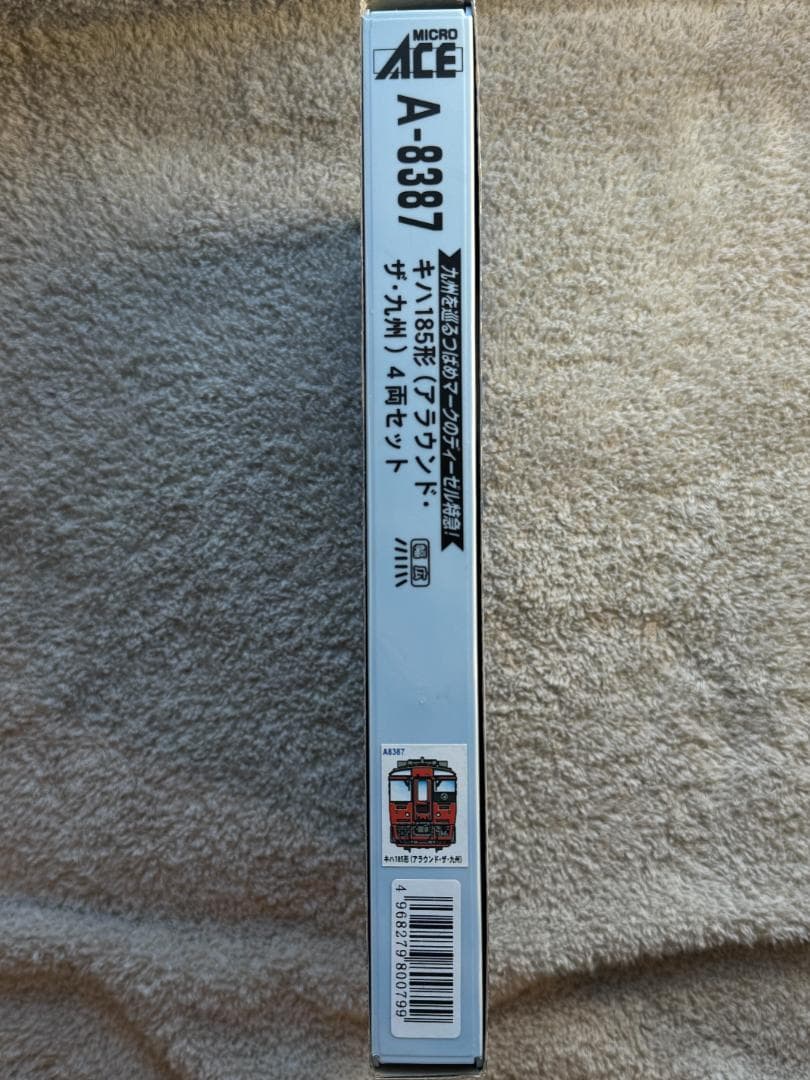 MICRO
ACE
A-8387
九州を巡るつばめマークのディーゼル特急!
キハ185形(アラウンド・
ザ・九州)4両セット
幅広
A8387
キハ185形(アラウンド・ザ・九州)
4 968279 800799